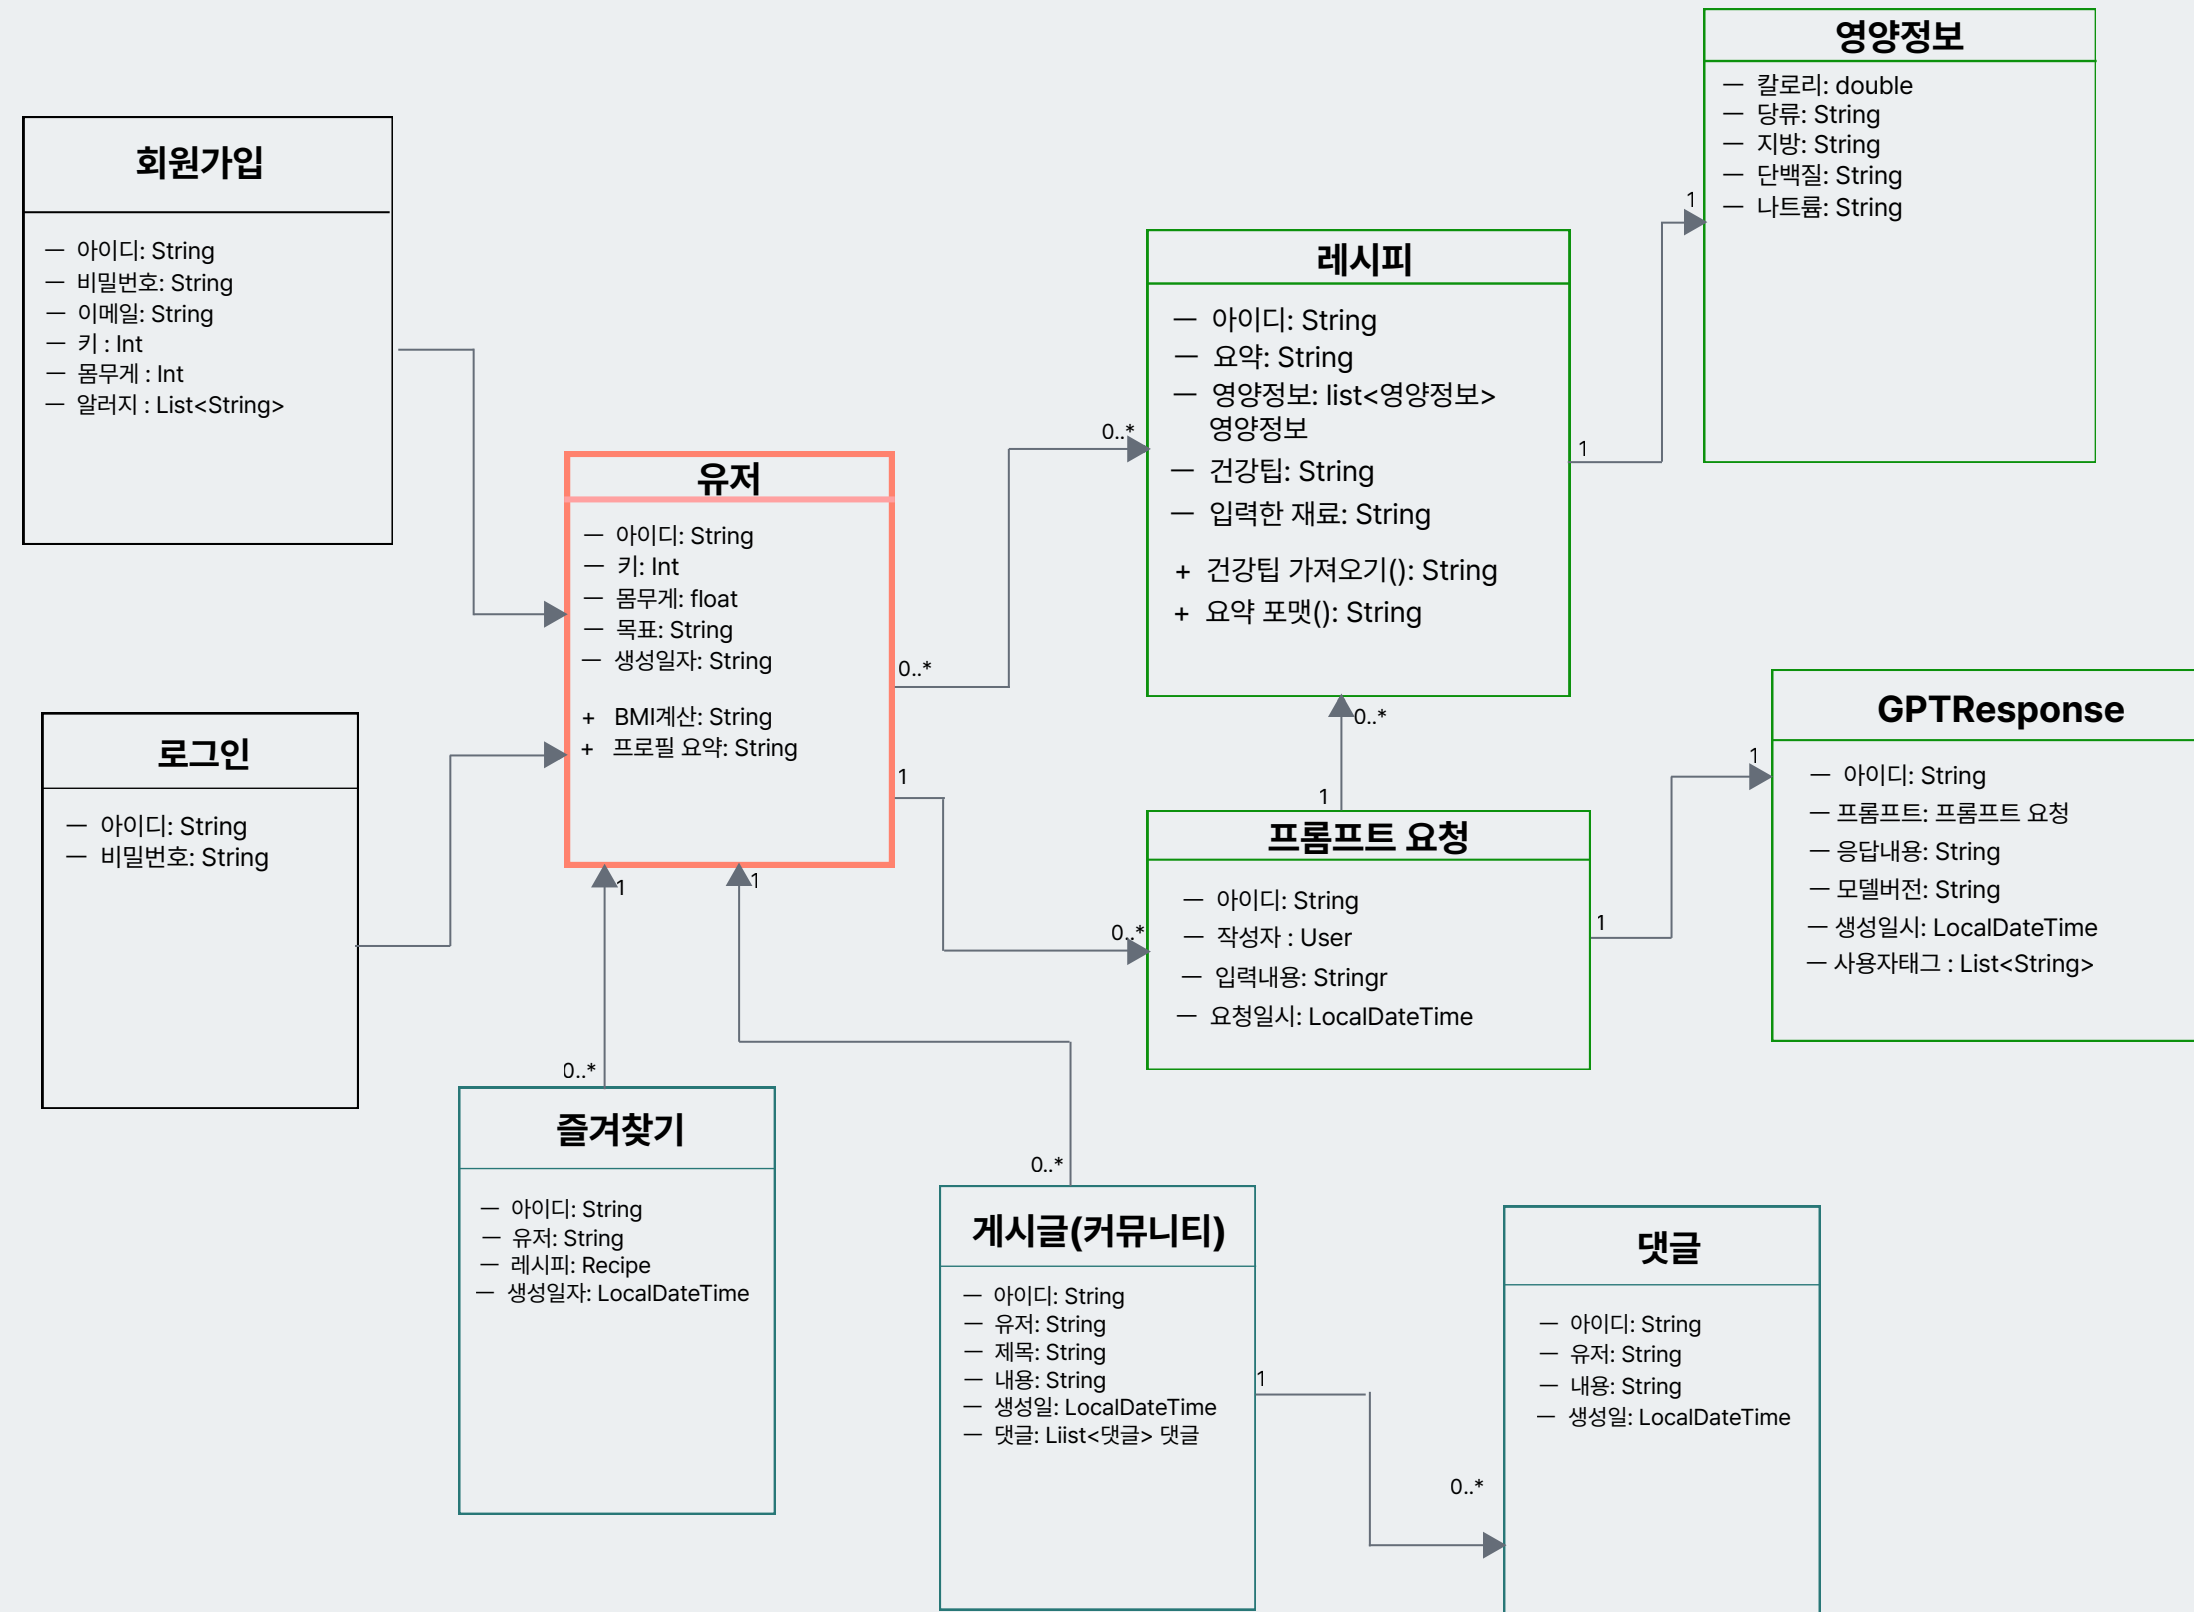 영양정보
— 칼로리: double
— 당류: String
— 지방: String
— 단백질: String
— 나트륨: String
회원가입
— 아이디: String
— 비밀번호: String
— 이메일: String
— 키 : Int
— 몸무게 : Int
— 알러지 : List<String>
레시피
— 아이디: String
— 요약: String
— 영양정보: list<영양정보>
영양정보
— 건강팁: String
— 입력한 재료: String
+ 건강팁 가져오기(): String
+ 요약 포맷(): String
1
1
0..*
0..*
유저
— 아이디: String
— 키: Int
— 몸무게: float
— 목표: String
— 생성일자: String
+ BMI계산: String
+ 프로필 요약: String
1
0..*
0..*
1
로그인
— 아이디: String
— 비밀번호: String
프롬프트 요청
— 아이디: String
— 작성자 : User
— 입력내용: Stringr
— 요청일시: LocalDateTime
1
1
GPTResponse
— 아이디: String
— 프롬프트: 프롬프트 요청
— 응답내용: String
— 모델버전: String
— 생성일시: LocalDateTime
— 사용자태그 : List<String>
1
1
0..*
0..*
즐겨찾기
— 아이디: String
— 유저: String
— 레시피: Recipe
— 생성일자: LocalDateTime
게시글(커뮤니티)
— 아이디: String
— 유저: String
— 제목: String
— 내용: String
— 생성일: LocalDateTime
— 댓글: Liist<댓글> 댓글
1
0..*
댓글
— 아이디: String
— 유저: String
— 내용: String
— 생성일: LocalDateTime